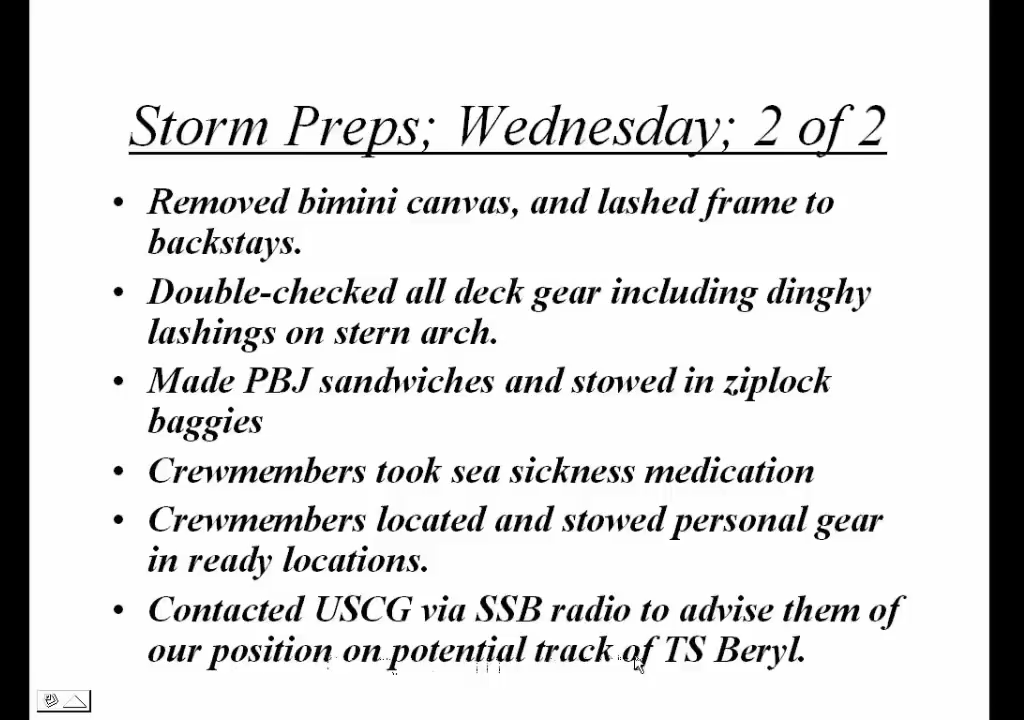 Storm Preps; Wednesday; 2 of 2
• Removed bimini canvas, and lashed frame to
backstays.
• Double-checked all deck gear including dinghy
lashings on stern arch.
• Made PBJ sandwiches and stowed in ziplock
baggies
• Crewmembers took sea sickness medication
• Crewmembers located and stowed personal gear
in ready locations.
• Contacted USCG via SSB radio to advise them of
our position on potential track of TS Beryl.